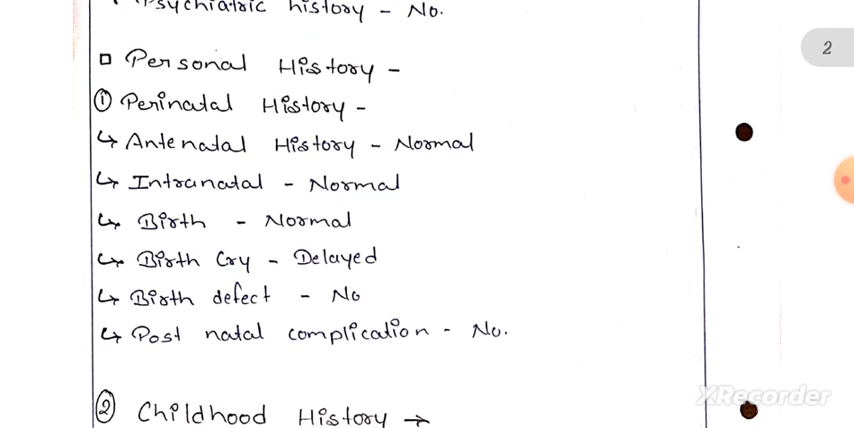 Psychiatric history - No.
□ Personal History -
① Perinatal History -
↳ Antenatal History - Normal
↳ Intranatal - Normal
↳ Birth - Normal
↳ Birth Cry - Delayed
↳ Birth defect - No
↳ Post natal complication - No.
② Childhood History →
2
XRecorder